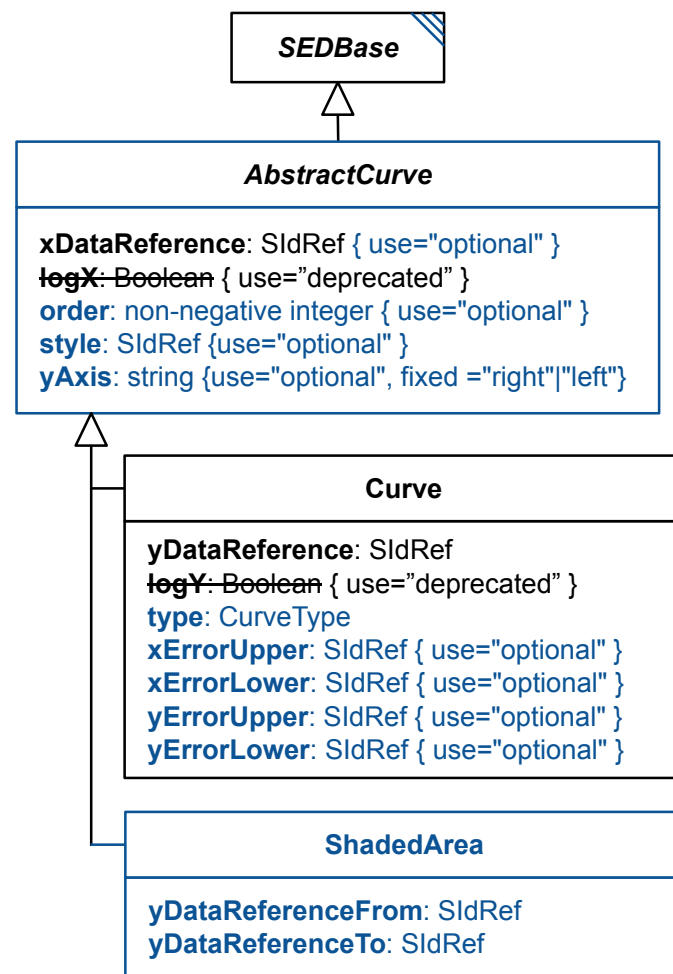 SEDBase
AbstractCurve
xDataReference: SIdRef { use="optional" }
logX: Boolean { use=”deprecated” }
order: non-negative integer { use="optional" }
style: SIdRef {use="optional" }
yAxis: string {use="optional", fixed ="right"|"left"}
Curve
yDataReference: SIdRef
logY: Boolean { use=”deprecated” }
type: CurveType
xErrorUpper: SIdRef { use="optional" }
xErrorLower: SIdRef { use="optional" }
yErrorUpper: SIdRef { use="optional" }
yErrorLower: SIdRef { use="optional" }
ShadedArea
yDataReferenceFrom: SIdRef
yDataReferenceTo: SIdRef